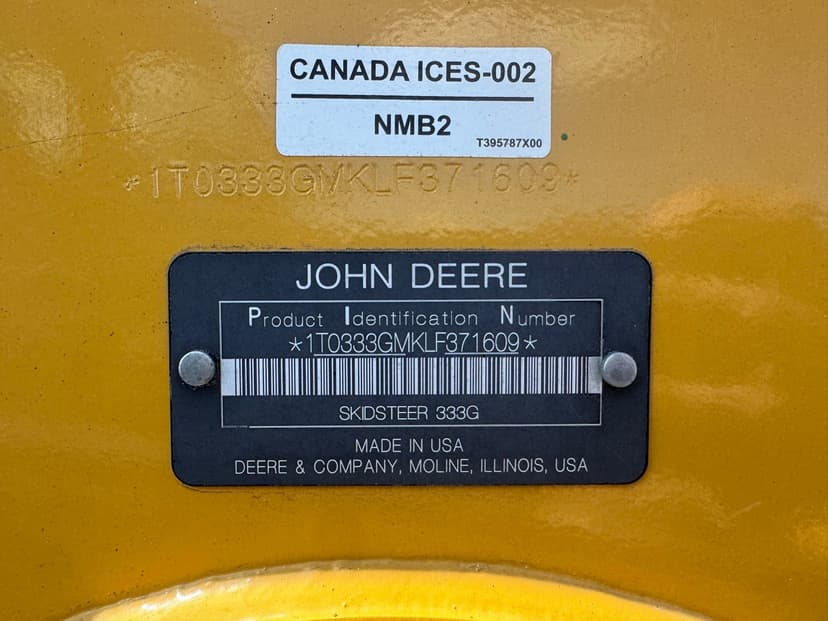 CANADA ICES-002
NMB2
T395787X00
*1T0333GMKLF371609*
JOHN DEERE
Product Identification Number
*1T0333GMKLF371609*
SKIDSTEER 333G
MADE IN USA
DEERE & COMPANY, MOLINE, ILLINOIS, USA